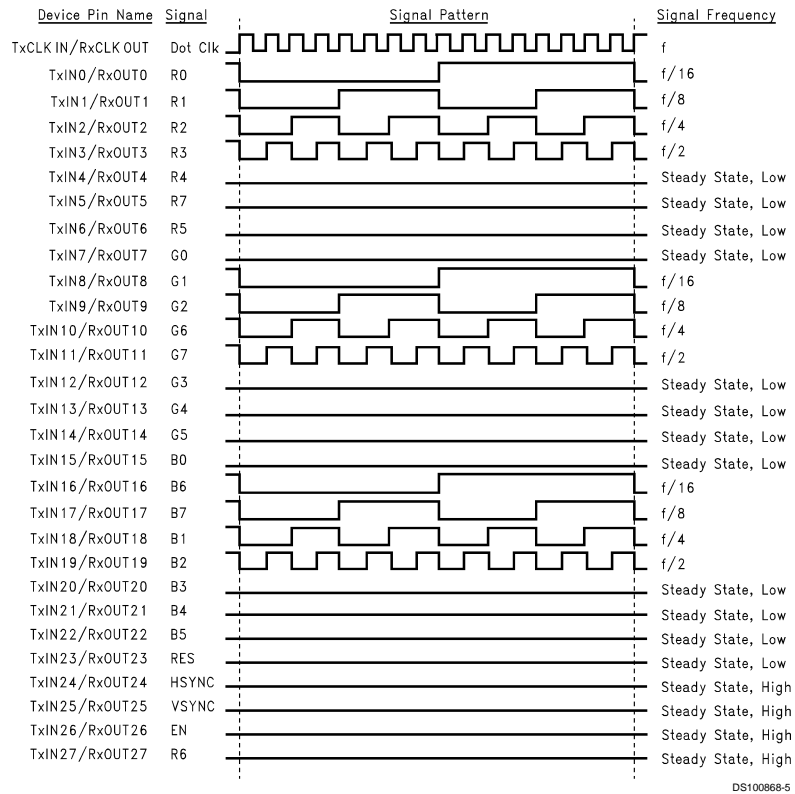 Device Pin Name Signal Signal Pattern Signal Frequency
TxCLK IN/RxCLK OUT Dot Clk f
TxIN0/RxOUT0 R0 f/16
TxIN1/RxOUT1 R1 f/8
TxIN2/RxOUT2 R2 f/4
TxIN3/RxOUT3 R3 f/2
TxIN4/RxOUT4 R4 Steady State, Low
TxIN5/RxOUT5 R7 Steady State, Low
TxIN6/RxOUT6 R5 Steady State, Low
TxIN7/RxOUT7 G0 Steady State, Low
TxIN8/RxOUT8 G1 f/16
TxIN9/RxOUT9 G2 f/8
TxIN10/RxOUT10 G6 f/4
TxIN11/RxOUT11 G7 f/2
TxIN12/RxOUT12 G3 Steady State, Low
TxIN13/RxOUT13 G4 Steady State, Low
TxIN14/RxOUT14 G5 Steady State, Low
TxIN15/RxOUT15 B0 Steady State, Low
TxIN16/RxOUT16 B6 f/16
TxIN17/RxOUT17 B7 f/8
TxIN18/RxOUT18 B1 f/4
TxIN19/RxOUT19 B2 f/2
TxIN20/RxOUT20 B3 Steady State, Low
TxIN21/RxOUT21 B4 Steady State, Low
TxIN22/RxOUT22 B5 Steady State, Low
TxIN23/RxOUT23 RES Steady State, Low
TxIN24/RxOUT24 HSYNC Steady State, High
TxIN25/RxOUT25 VSYNC Steady State, High
TxIN26/RxOUT26 EN Steady State, High
TxIN27/RxOUT27 R6 Steady State, High
DS100868-5